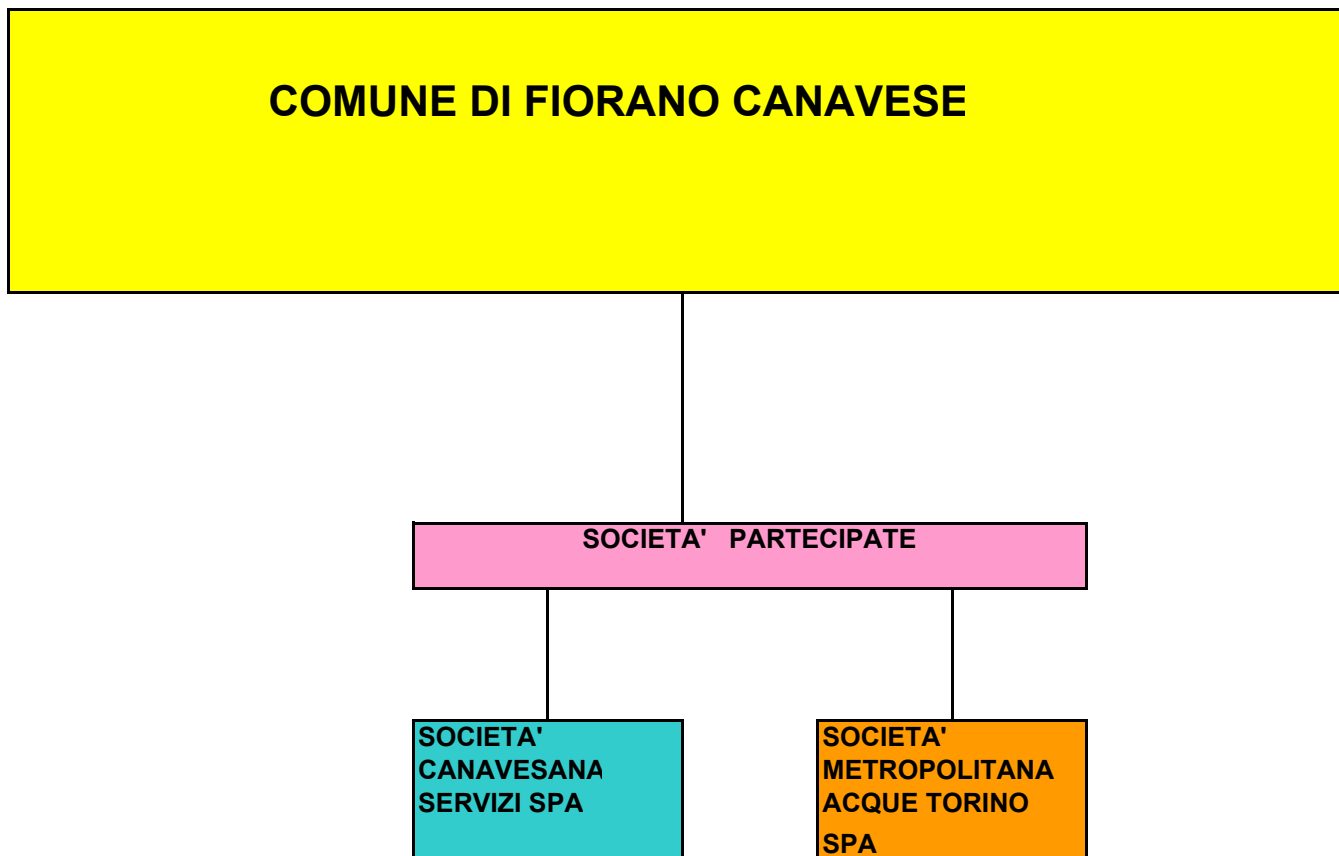 COMUNE DI FIORANO CANAVESE
SOCIETA' PARTECIPATE
SOCIETA'
CANAVESANA
SERVIZI SPA
SOCIETA'
METROPOLITANA
ACQUE TORINO
SPA